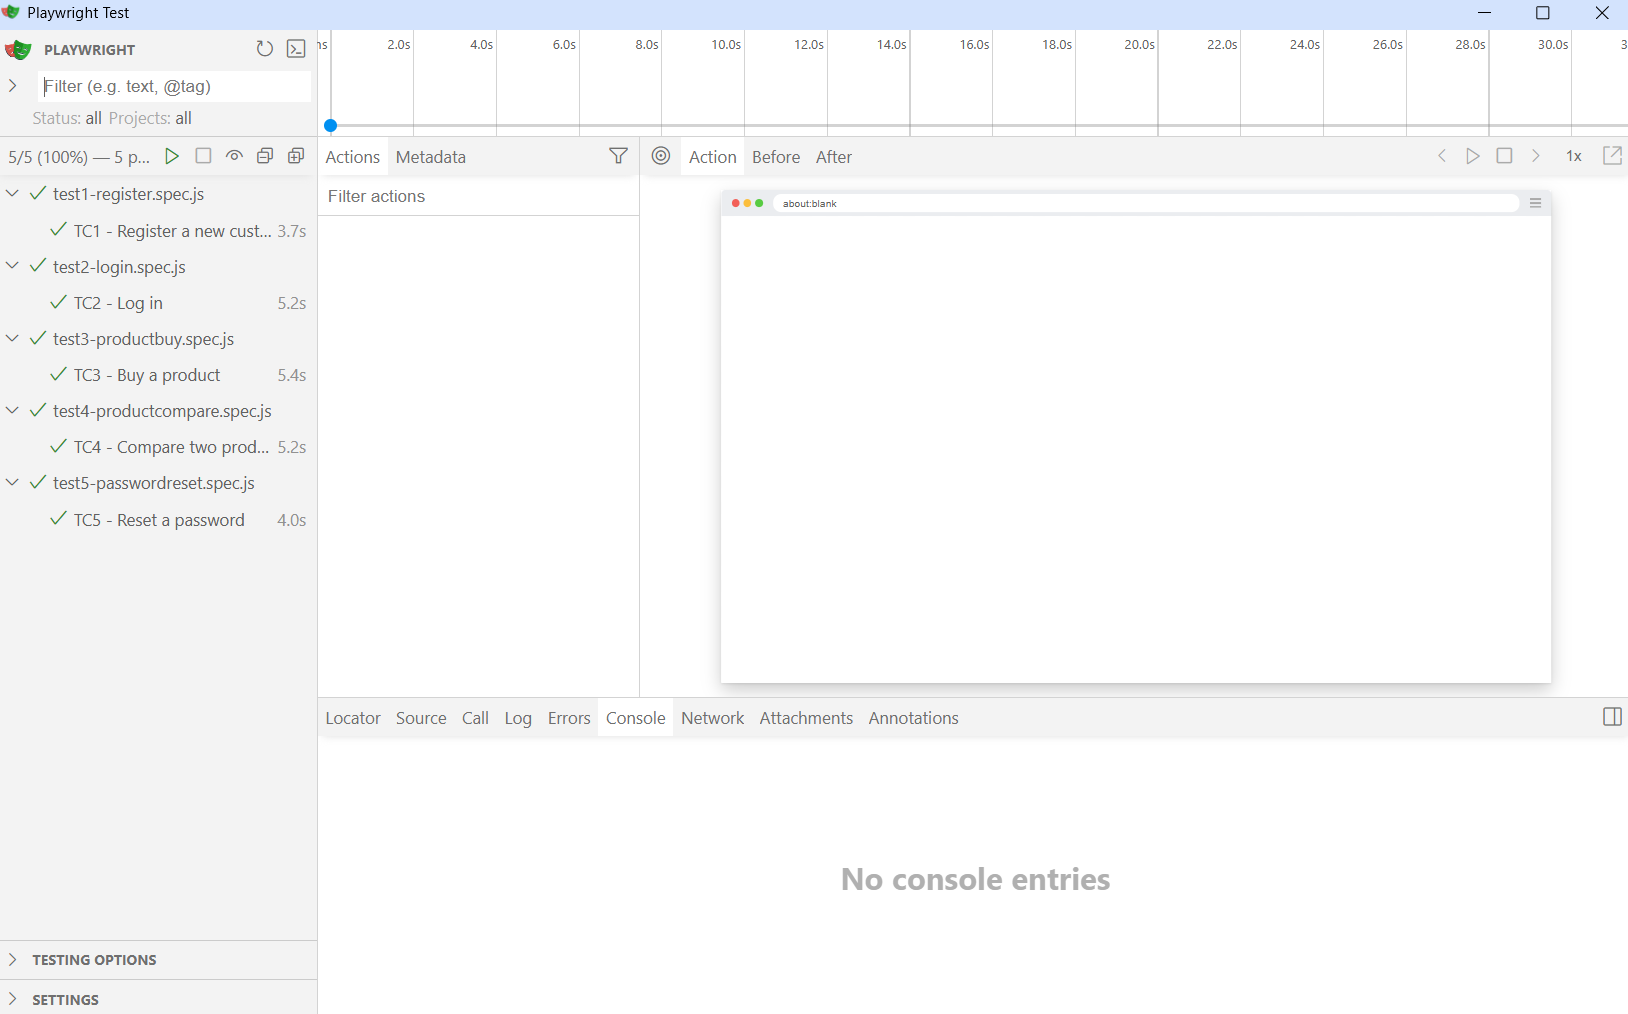 Playwright Test
PLAYWRIGHT
Filter (e.g. text, @tag)
Status: all Projects: all
5/5 (100%) — 5 p...
test1-register.spec.js
TC1 - Register a new cust... 3.7s
test2-login.spec.js
TC2 - Log in 5.2s
test3-productbuy.spec.js
TC3 - Buy a product 5.4s
test4-productcompare.spec.js
TC4 - Compare two prod... 5.2s
test5-passwordreset.spec.js
TC5 - Reset a password 4.0s
TESTING OPTIONS
SETTINGS
ns 2.0s 4.0s 6.0s 8.0s 10.0s 12.0s 14.0s 16.0s 18.0s 20.0s 22.0s 24.0s 26.0s 28.0s 30.0s 3
Actions Metadata
Filter actions
Action Before After 1x
about:blank
Locator Source Call Log Errors Console Network Attachments Annotations
No console entries